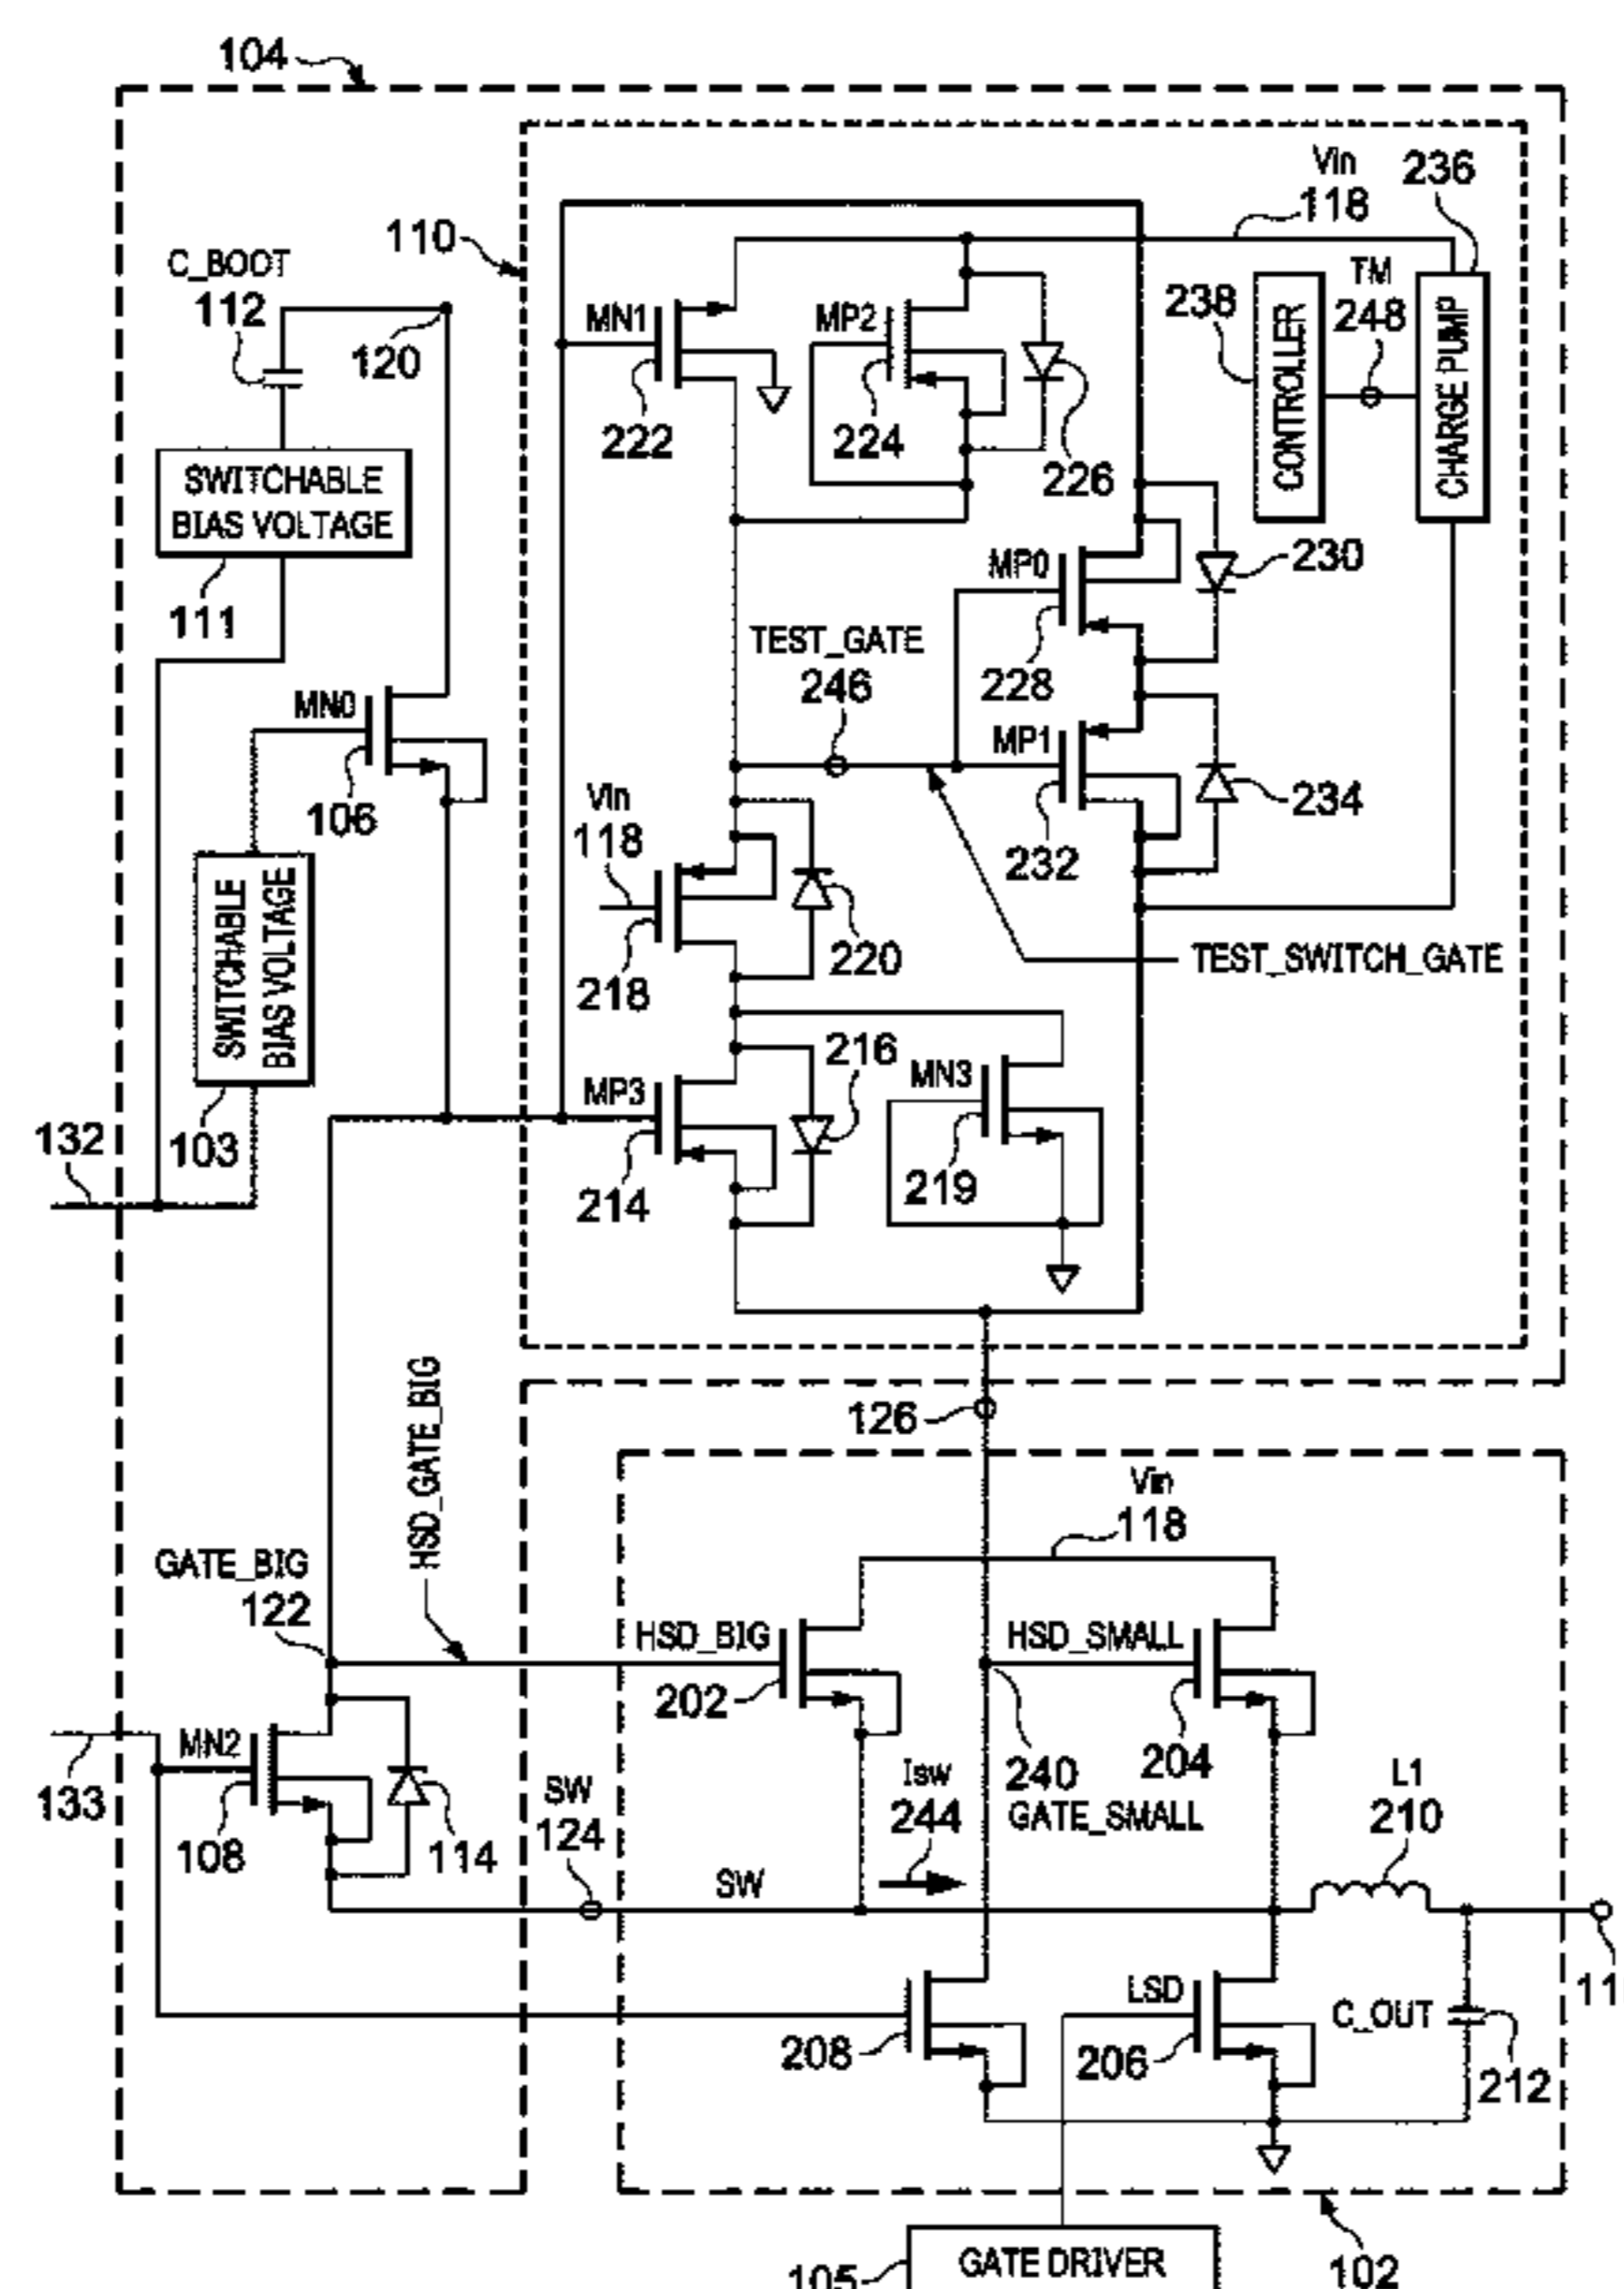 104
Vin
236
118
110
C_BOOT
112
120
MN1
222
MP2
224
226
238
CONTROLLER
TM
248
CHARGE PUMP
SWITCHABLE
BIAS VOLTAGE
111
MP0
228
230
TEST_GATE
246
MN0
106
MP1
232
234
Vin
118
218
220
TEST_SWITCH_GATE
SWITCHABLE
BIAS VOLTAGE
103
132
MP3
214
216
MN3
219
126
HSD_GATE_BIG
Vin
118
GATE_BIG
122
HSD_BIG
202
HSD_SMALL
204
133
MN2
108
114
SW
124
Isw
244
240
GATE_SMALL
L1
210
SW
11
208
LSD
206
C_OUT
212
105
GATE DRIVER
102